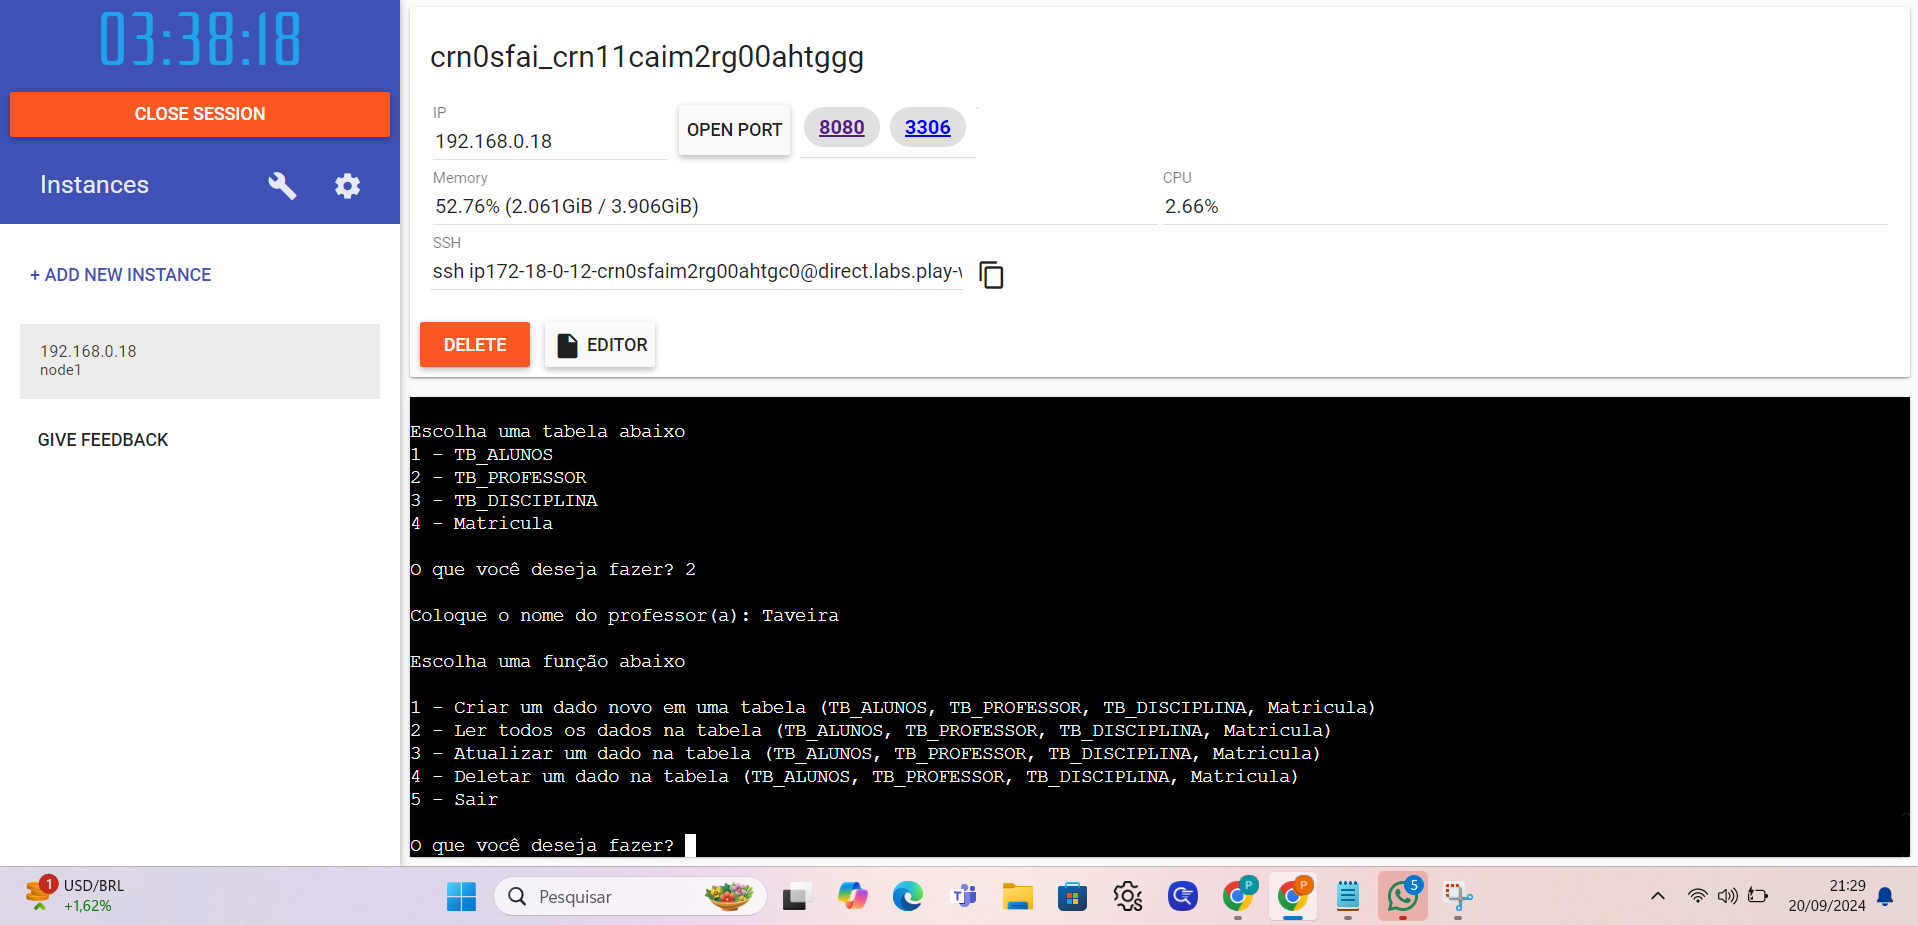 03:38:18
CLOSE SESSION
Instances
+ ADD NEW INSTANCE
192.168.0.18
node1
GIVE FEEDBACK
crn0sfai_crn11caim2rg00ahtggg
IP
192.168.0.18
OPEN PORT
8080
3306
Memory
52.76% (2.061GiB / 3.906GiB)
CPU
2.66%
SSH
ssh ip172-18-0-12-crn0sfaim2rg00ahtgc0@direct.labs.play-w
DELETE
EDITOR
Escolha uma tabela abaixo
1 - TB_ALUNOS
2 - TB_PROFESSOR
3 - TB_DISCIPLINA
4 - Matricula
O que você deseja fazer? 2
Coloque o nome do professor(a): Taveira
Escolha uma função abaixo
1 - Criar um dado novo em uma tabela (TB_ALUNOS, TB_PROFESSOR, TB_DISCIPLINA, Matricula)
2 - Ler todos os dados na tabela (TB_ALUNOS, TB_PROFESSOR, TB_DISCIPLINA, Matricula)
3 - Atualizar um dado na tabela (TB_ALUNOS, TB_PROFESSOR, TB_DISCIPLINA, Matricula)
4 - Deletar um dado na tabela (TB_ALUNOS, TB_PROFESSOR, TB_DISCIPLINA, Matricula)
5 - Sair
O que você deseja fazer?
1
USD/BRL
+1,62%
Pesquisar
P
P
5
21:29
20/09/2024